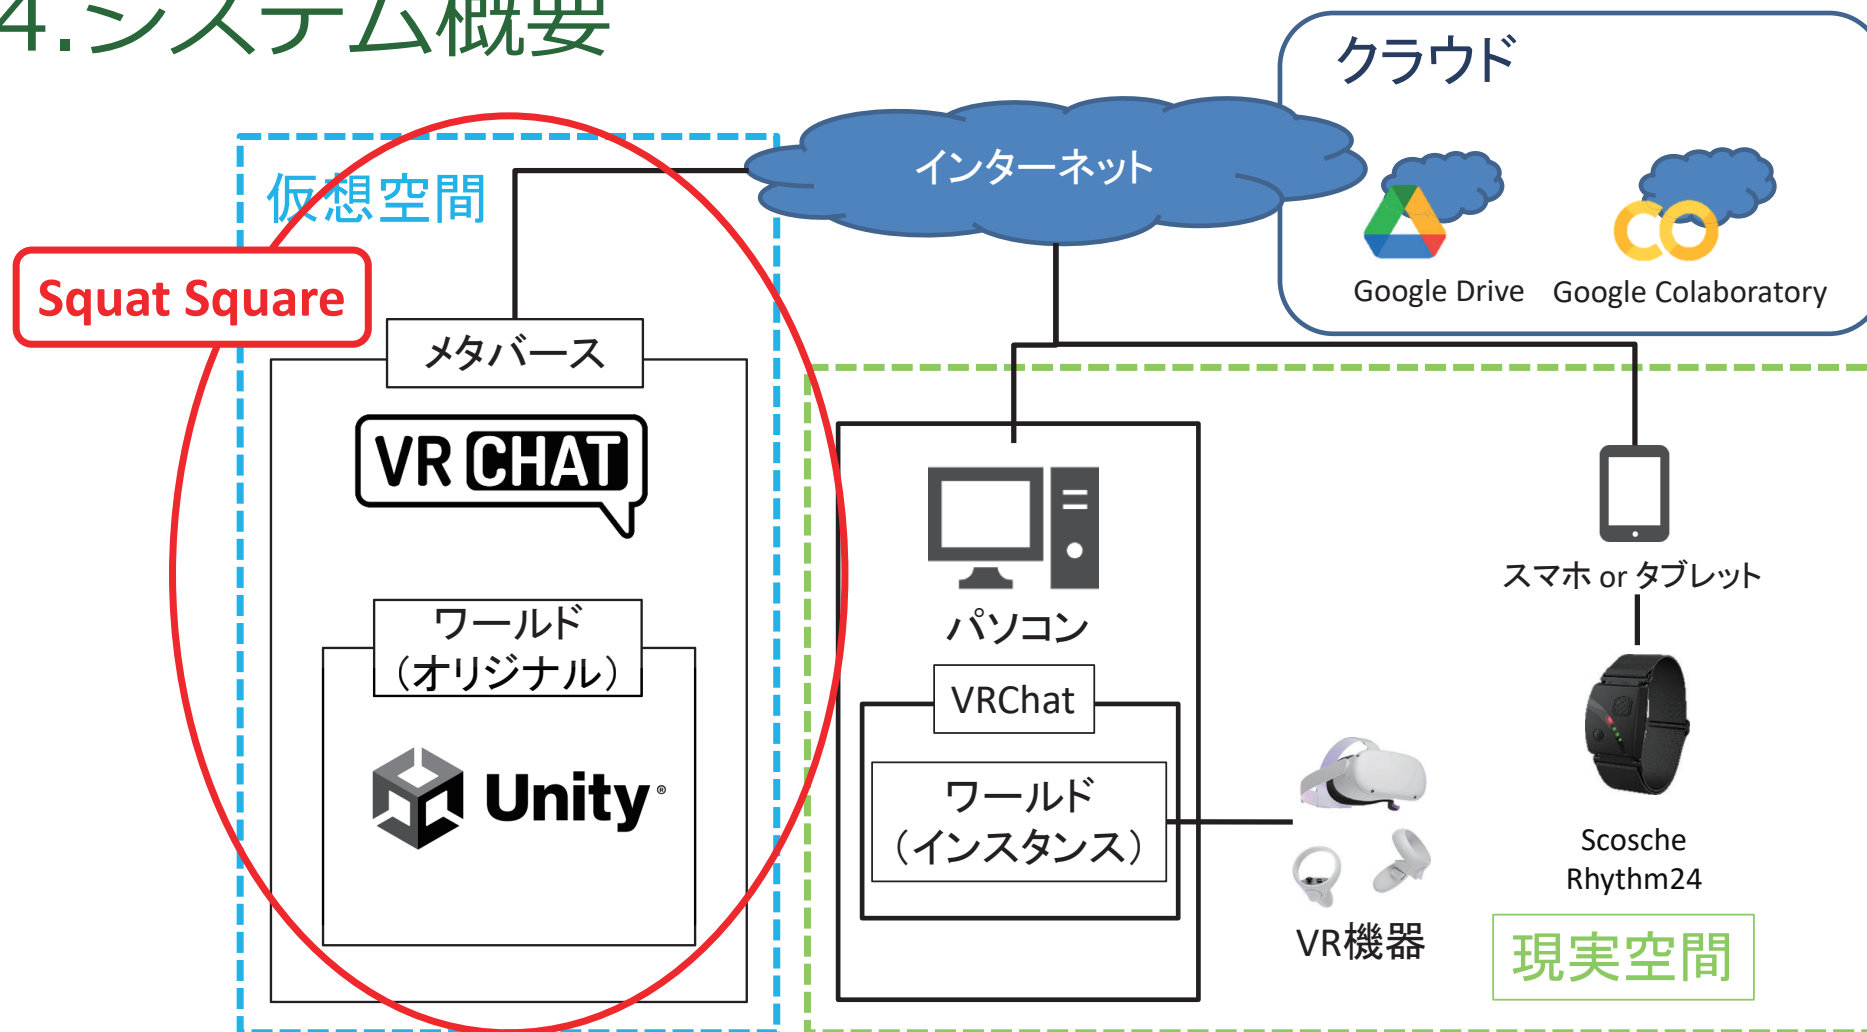 4.システム概要
クラウド
インターネット
Google Drive
Google Colaboratory
仮想空間
Squat Square
メタバース
VR CHAT
ワールド
（オリジナル）
Unity®
パソコン
VRChat
ワールド
（インスタンス）
VR機器
スマホ or タブレット
Scosche
Rhythm24
現実空間